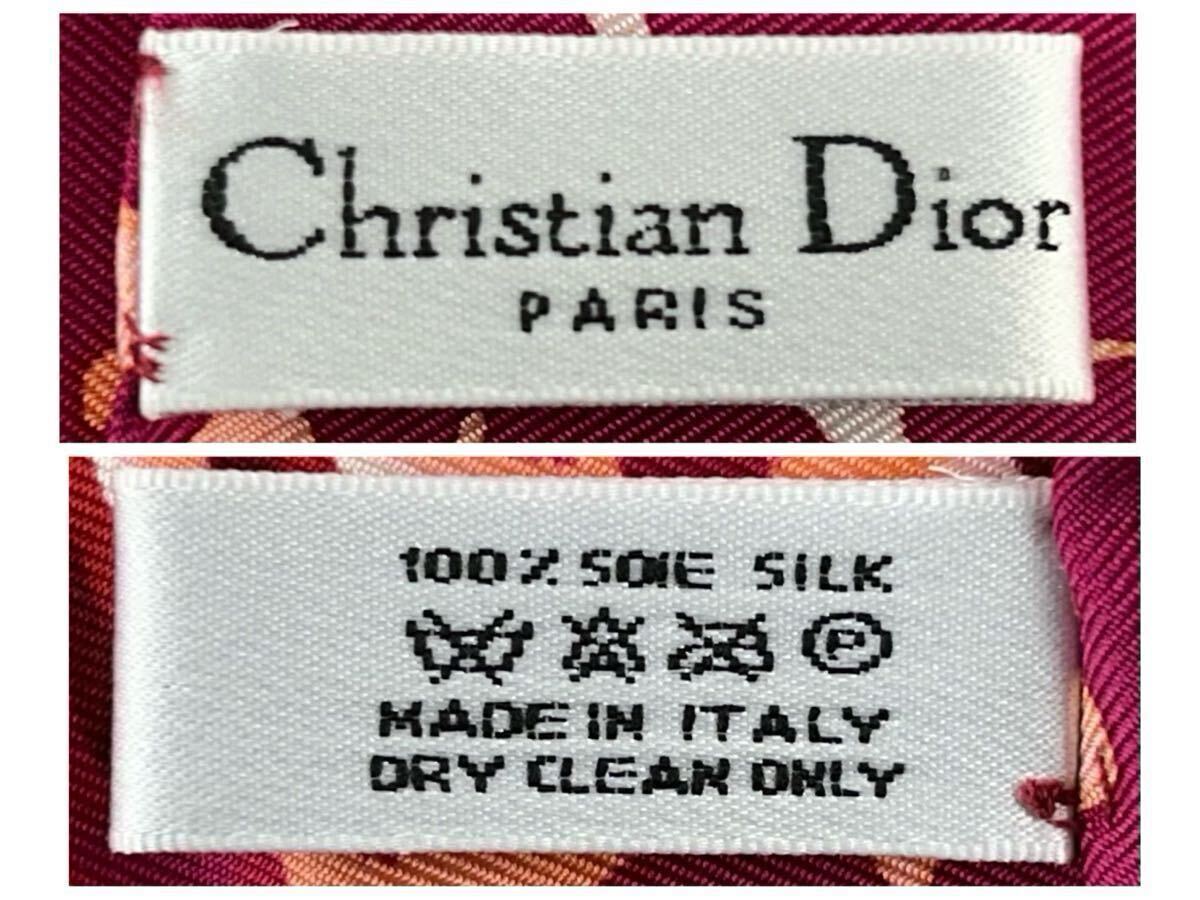 Christian Dior
PARIS
100% SOIE SILK
P
MADE IN ITALY
DRY CLEAN ONLY